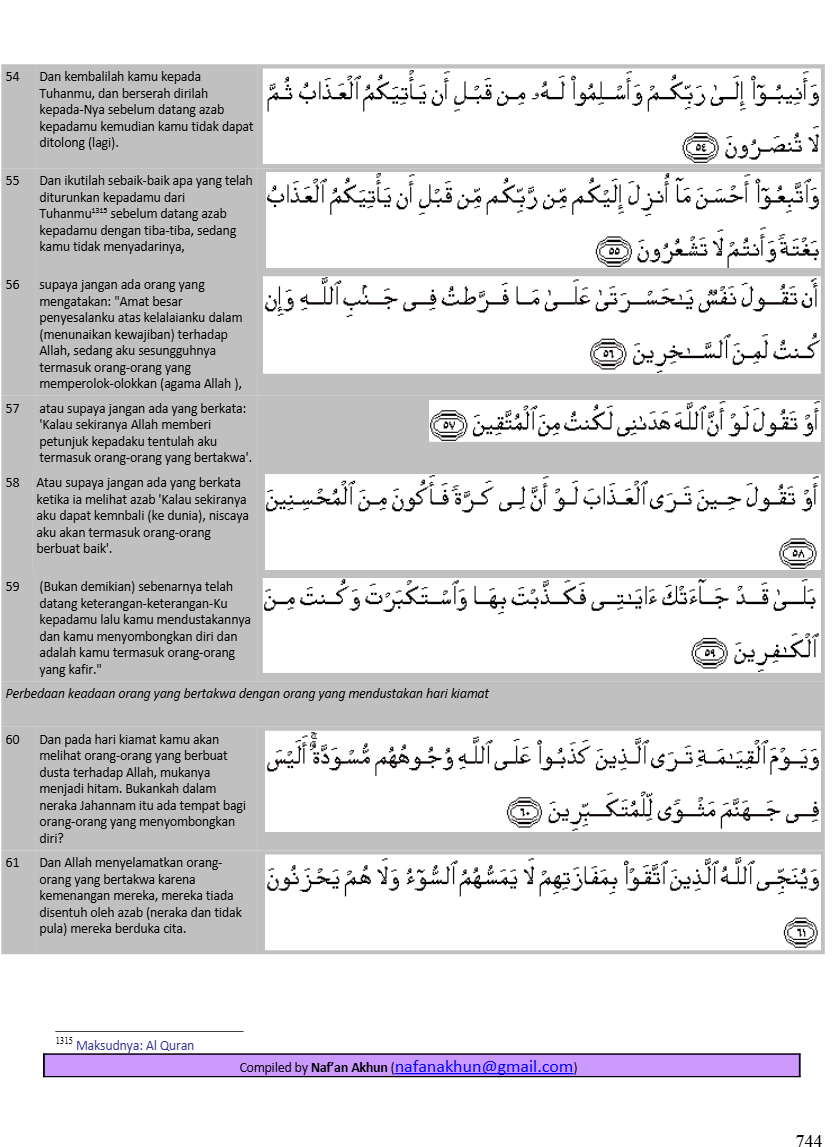 54
Dan kembalilah kamu kepada
Tuhanmu, dan berserah dirilah
kepada-Nya sebelum datang azab
kepadamu kemudian kamu tidak dapat
ditolong (lagi).
وَأَنِيبُوٓا۟ إِلَىٰ رَبِّكُمْ وَأَسْلِمُوا۟ لَهُۥ مِن قَبْلِ أَن يَأْتِيَكُمُ ٱلْعَذَابُ ثُمَّ
لَا تُنصَرُونَ ٥٤
55
Dan ikutilah sebaik-baik apa yang telah
diturunkan kepadamu dari
Tuhanmu¹³¹⁵ sebelum datang azab
kepadamu dengan tiba-tiba, sedang
kamu tidak menyadarinya,
وَٱتَّبِعُوٓا۟ أَحْسَنَ مَآ أُنزِلَ إِلَيْكُم مِّن رَّبِّكُم مِّن قَبْلِ أَن يَأْتِيَكُمُ ٱلْعَذَابُ
بَغْتَةً وَأَنتُمْ لَا تَشْعُرُونَ ٥٥
56
supaya jangan ada orang yang
mengatakan: "Amat besar
penyesalanku atas kelalaianku dalam
(menunaikan kewajiban) terhadap
Allah, sedang aku sesungguhnya
termasuk orang-orang yang
memperolok-olokkan (agama Allah ),
أَن تَقُولَ نَفْسٌ يَـٰحَسْرَتَىٰ عَلَىٰ مَا فَرَّطتُ فِى جَنۢبِ ٱللَّهِ وَإِن
كُنتُ لَمِنَ ٱلسَّـٰخِرِينَ ٥٦
57
atau supaya jangan ada yang berkata:
'Kalau sekiranya Allah memberi
petunjuk kepadaku tentulah aku
termasuk orang-orang yang bertakwa'.
أَوْ تَقُولَ لَوْ أَنَّ ٱللَّهَ هَدَىٰنِى لَكُنتُ مِنَ ٱلْمُتَّقِينَ ٥٧
58
Atau supaya jangan ada yang berkata
ketika ia melihat azab 'Kalau sekiranya
aku dapat kemnbali (ke dunia), niscaya
aku akan termasuk orang-orang
berbuat baik'.
أَوْ تَقُولَ حِينَ تَرَى ٱلْعَذَابَ لَوْ أَنَّ لِى كَرَّةً فَأَكُونَ مِنَ ٱلْمُحْسِنِينَ
٥٨
59
(Bukan demikian) sebenarnya telah
datang keterangan-keterangan-Ku
kepadamu lalu kamu mendustakannya
dan kamu menyombongkan diri dan
adalah kamu termasuk orang-orang
yang kafir."
بَلَىٰ قَدْ جَآءَتْكَ ءَايَـٰتِى فَكَذَّبْتَ بِهَا وَٱسْتَكْبَرْتَ وَكُنتَ مِنَ
ٱلْكَـٰفِرِينَ ٥٩
Perbedaan keadaan orang yang bertakwa dengan orang yang mendustakan hari kiamat
60
Dan pada hari kiamat kamu akan
melihat orang-orang yang berbuat
dusta terhadap Allah, mukanya
menjadi hitam. Bukankah dalam
neraka Jahannam itu ada tempat bagi
orang-orang yang menyombongkan
diri?
وَيَوْمَ ٱلْقِيَـٰمَةِ تَرَى ٱلَّذِينَ كَذَبُوا۟ عَلَى ٱللَّهِ وُجُوهُهُم مُّسْوَدَّةٌ ۚ أَلَيْسَ
فِى جَهَنَّمَ مَثْوًى لِّلْمُتَكَبِّرِينَ ٦٠
61
Dan Allah menyelamatkan orang-
orang yang bertakwa karena
kemenangan mereka, mereka tiada
disentuh oleh azab (neraka dan tidak
pula) mereka berduka cita.
وَيُنَجِّى ٱللَّهُ ٱلَّذِينَ ٱتَّقَوْا۟ بِمَفَازَتِهِمْ لَا يَمَسُّهُمُ ٱلسُّوٓءُ وَلَا هُمْ يَحْزَنُونَ
٦١
¹³¹⁵ Maksudnya: Al Quran
Compiled by Naf'an Akhun (nafanakhun@gmail.com)
744